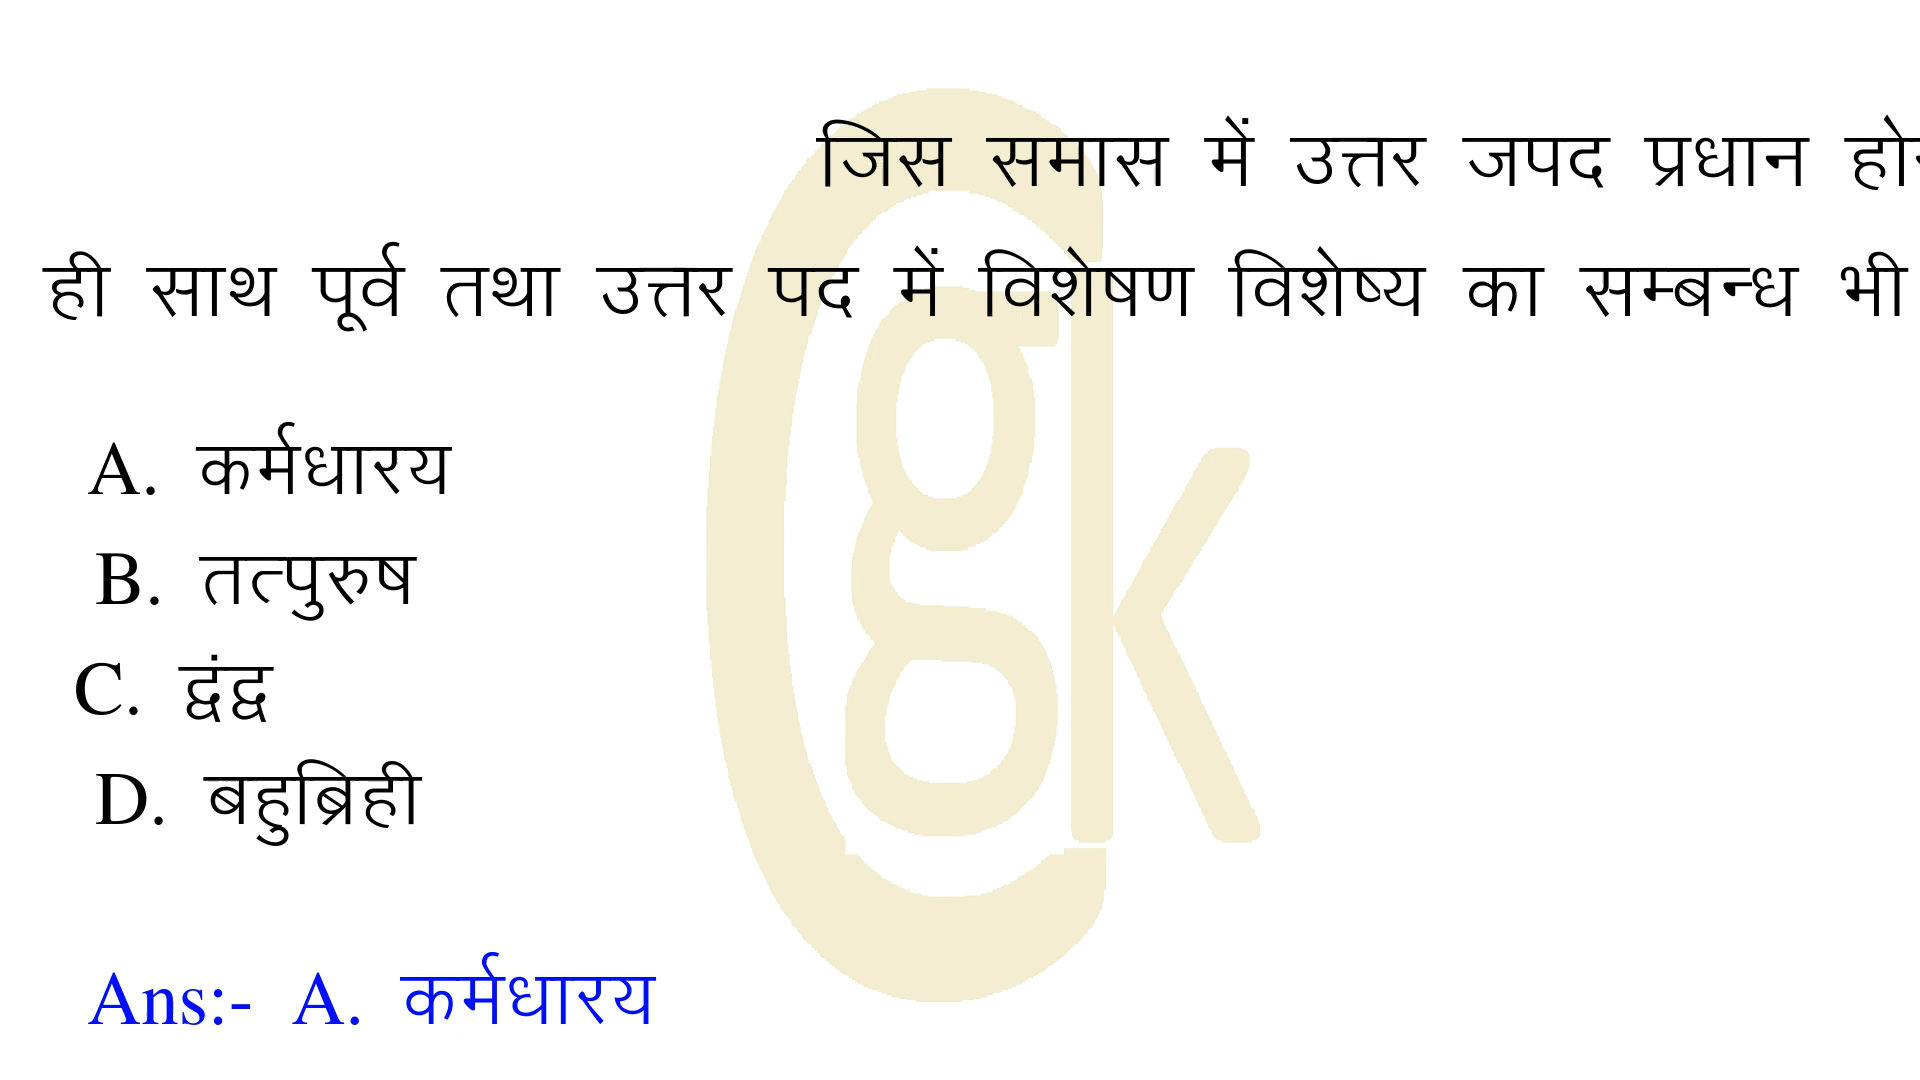 जिस समास में उत्तर जपद प्रधान
ही साथ पूर्व तथा उत्तर पद में विशेषण विशेष्य का सम्बन्ध भी
A. कर्मधारय
B. तत्पुरुष
C. द्वंद्व
D. बहुब्रिही
Ans:- A. कर्मधारय
Cgk